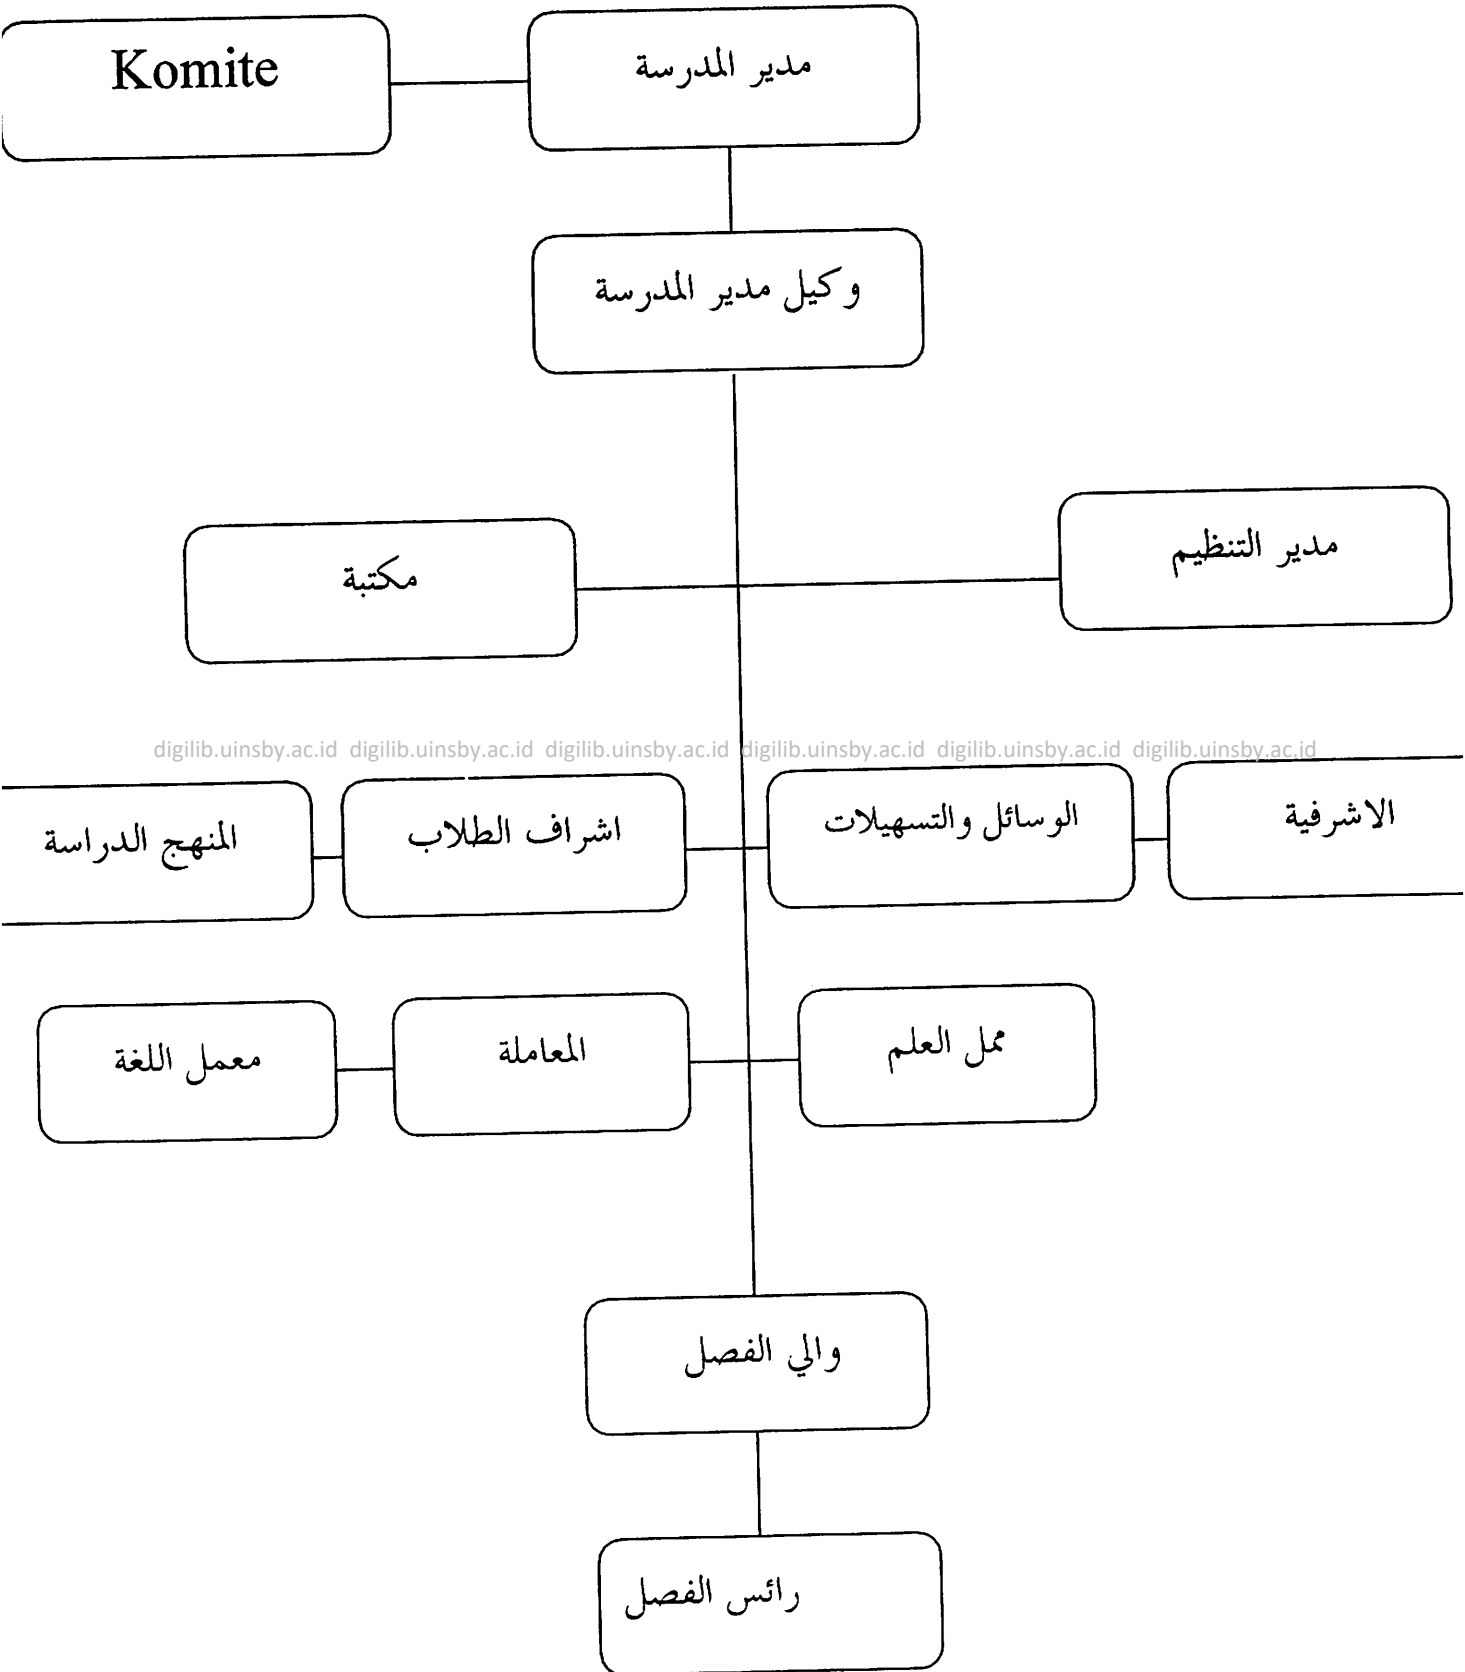 Komite
مدير المدرسة
وكيل مدير المدرسة
مدير التنظيم
مكتبة
digilib.uinsby.ac.id digilib.uinsby.ac.id digilib.uinsby.ac.id digilib.uinsby.ac.id digilib.uinsby.ac.id digilib.uinsby.ac.id
الاشرفية
الوسائل والتسهيلات
اشراف الطلاب
المنهج الدراسة
ممل العلم
المعاملة
معمل اللغة
والي الفصل
رائس الفصل